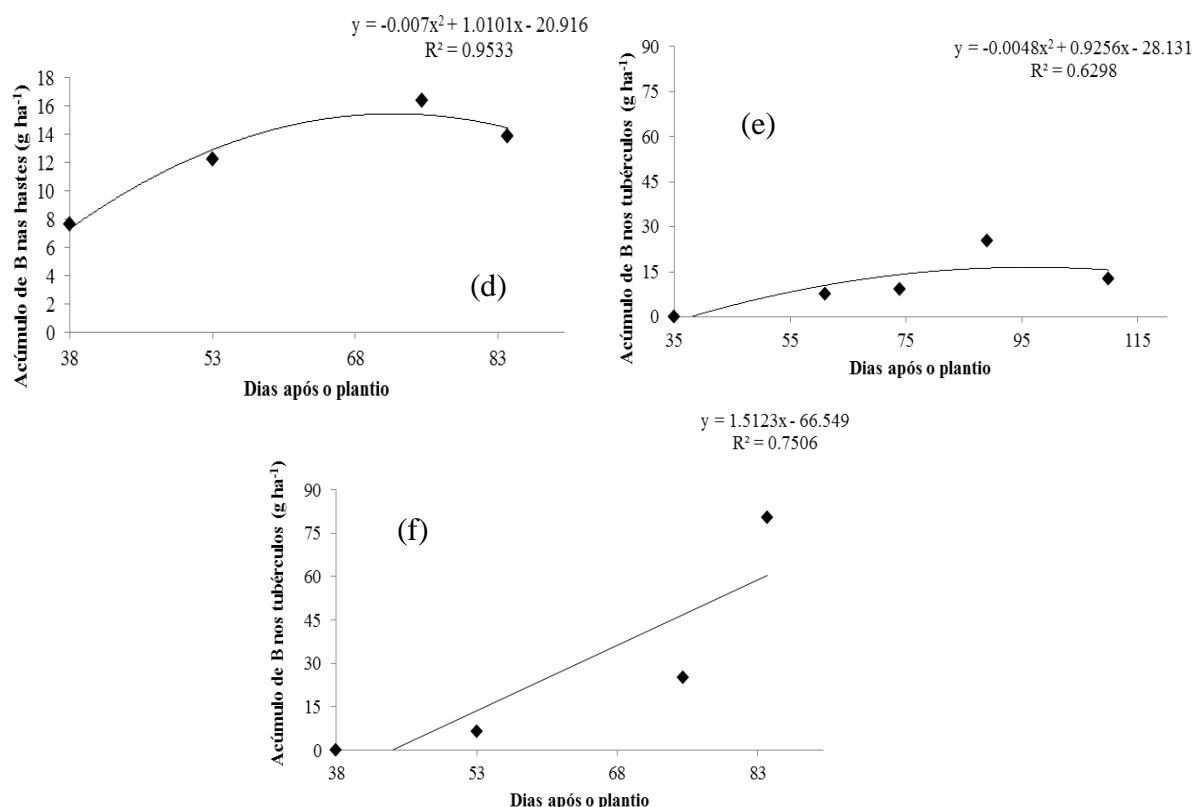 y = -0.007x² + 1.0101x - 20.916
R² = 0.9533
Acúmulo de B nas hastes (g ha⁻¹)
18
16
14
12
10
8
6
4
2
0
(d)
38 53 68 83
Dias após o plantio
y = -0.0048x² + 0.9256x - 28.131
R² = 0.6298
Acúmulo de B nos tubérculos (g ha⁻¹)
90
75
60
45
30
15
0
(e)
35 55 75 95 115
Dias após o plantio
y = 1.5123x - 66.549
R² = 0.7506
Acúmulo de B nos tubérculos (g ha⁻¹)
90
75
60
45
30
15
0
(f)
38 53 68 83
Dias após o plantio